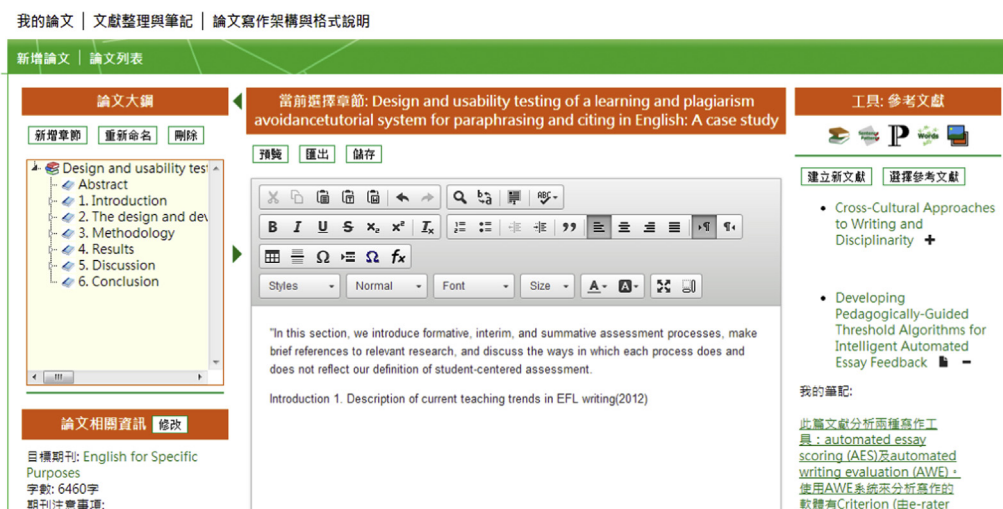 我的論文 │ 文獻整理與筆記 │ 論文寫作架構與格式說明
新增論文 │ 論文列表
論文大綱
新增章節 重新命名 刪除
Design and usability tes
Abstract
1. Introduction
2. The design and dev
3. Methodology
4. Results
5. Discussion
6. Conclusion
論文相關資訊 修改
目標期刊: English for Specific
Purposes
字數: 6460字
期刊注意事項:
當前選擇章節: Design and usability testing of a learning and plagiarism
avoidancetutorial system for paraphrasing and citing in English: A case study
預覽 匯出 儲存
B I U S x₂ x² Tx
Ω Ω fx
Styles Normal Font Size A A
"In this section, we introduce formative, interim, and summative assessment processes, make
brief references to relevant research, and discuss the ways in which each process does and
does not reflect our definition of student-centered assessment.
Introduction 1. Description of current teaching trends in EFL writing(2012)
工具: 參考文獻
P Words
建立新文獻 選擇參考文獻
Cross-Cultural Approaches
to Writing and
Disciplinarity
Developing
Pedagogically-Guided
Threshold Algorithms for
Intelligent Automated
Essay Feedback
我的筆記:
此篇文獻分析兩種寫作工
具：automated essay
scoring (AES)及automated
writing evaluation (AWE)。
使用AWE系統來分析寫作的
軟體有Criterion (由e-rater